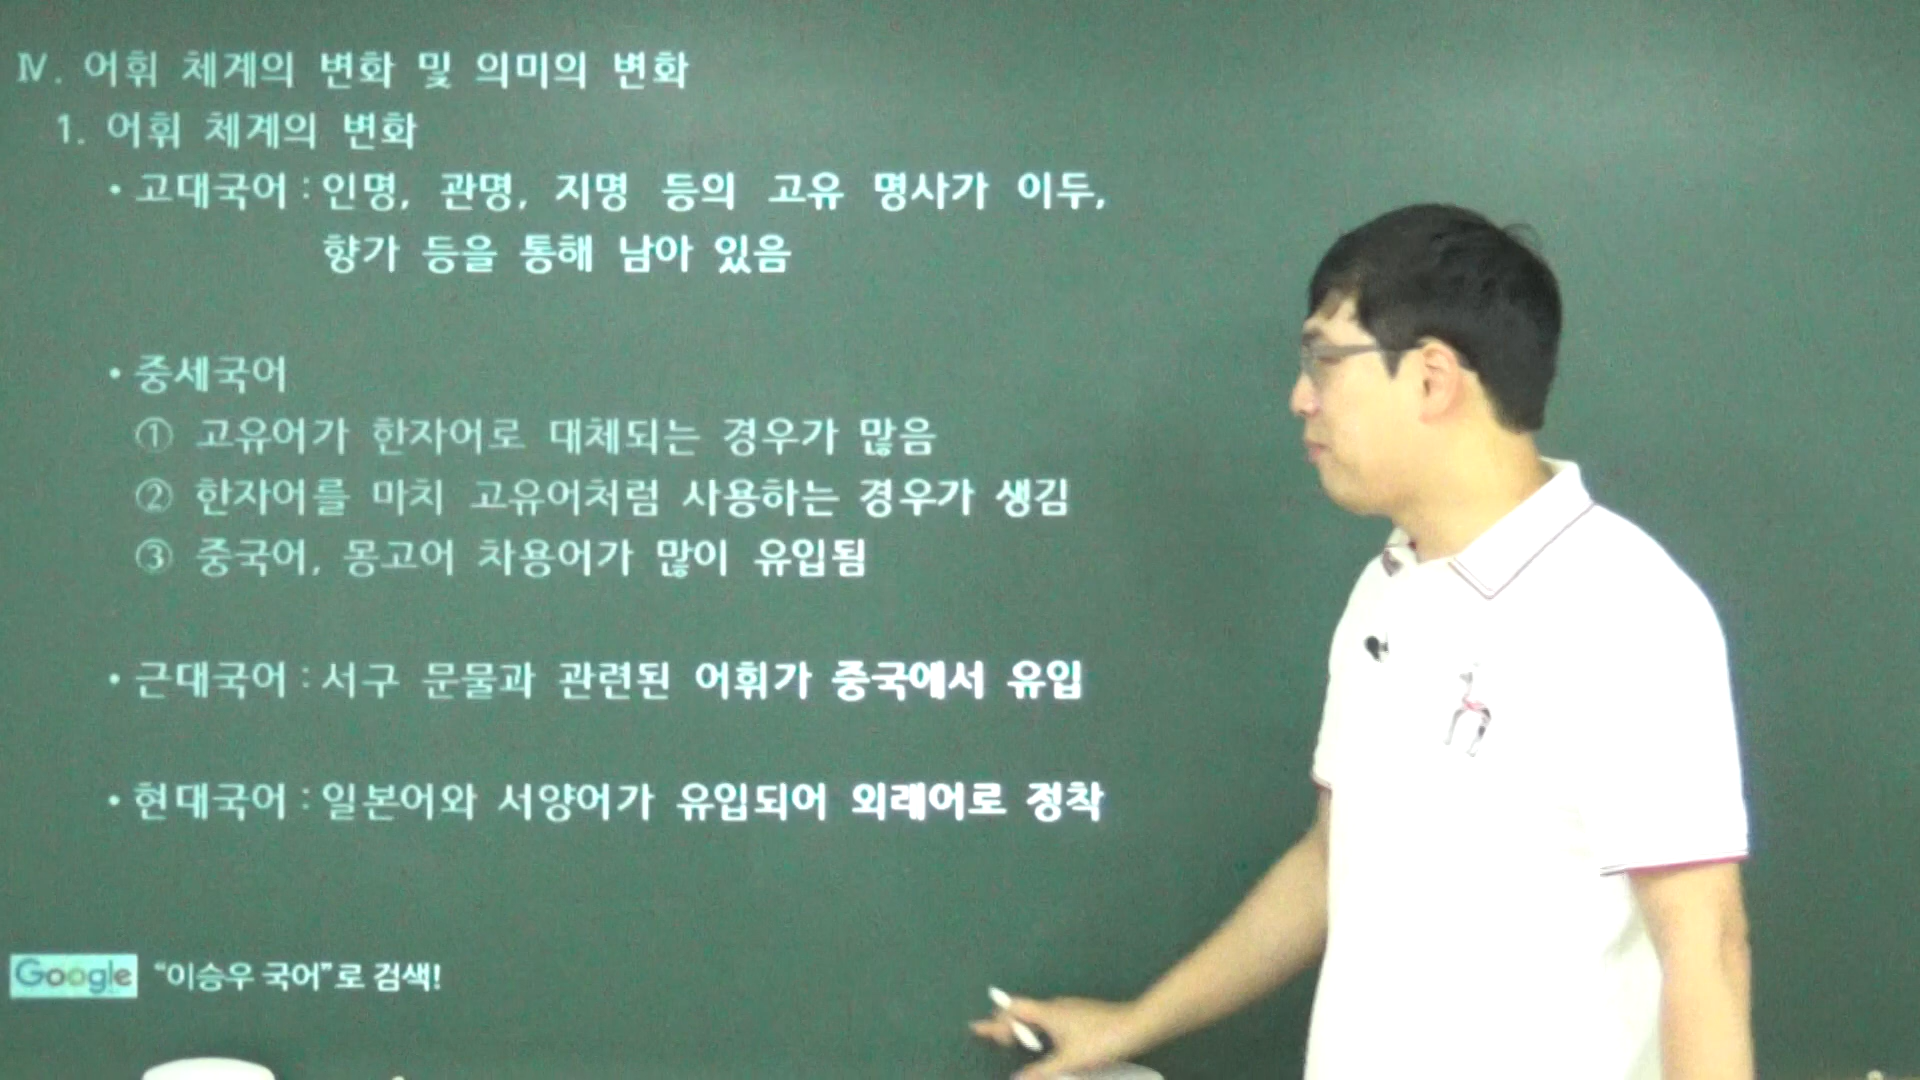 Ⅳ. 어휘 체계의 변화 및 의미의 변화
1. 어휘 체계의 변화
• 고대국어 : 인명, 관명, 지명 등의 고유 명사가 이두,
향가 등을 통해 남아 있음
• 중세국어
① 고유어가 한자어로 대체되는 경우가 많음
② 한자어를 마치 고유어처럼 사용하는 경우가 생김
③ 중국어, 몽고어 차용어가 많이 유입됨
• 근대국어 : 서구 문물과 관련된 어휘가 중국에서 유입
• 현대국어 : 일본어와 서양어가 유입되어 외래어로 정착
Google “이승우 국어”로 검색!